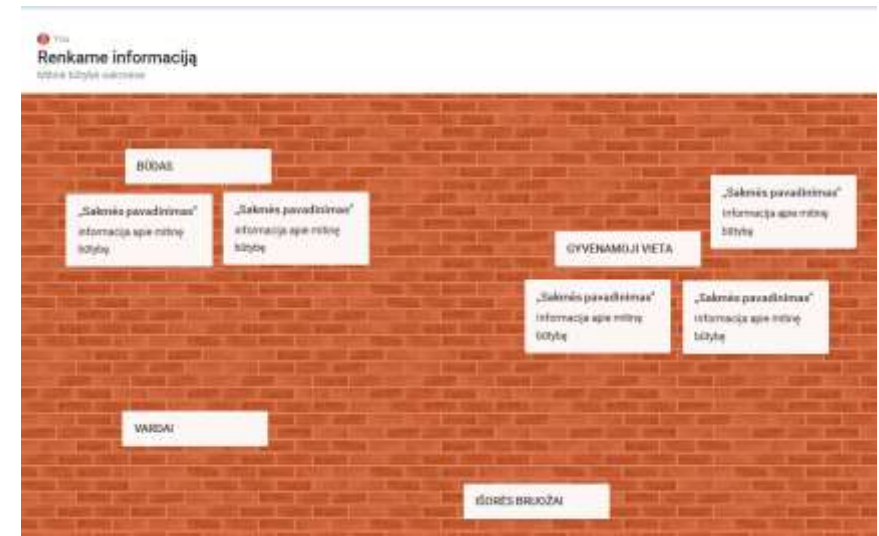 You
Renkame informaciją
BŪDAS
„Sakmės pavadinimas"
informacija apie mitinę
būtybę
„Sakmės pavadinimas"
informacija apie mitinę
būtybę
„Sakmės pavadinimas"
informacija apie mitinę
būtybę
GYVENAMOJI VIETA
„Sakmės pavadinimas"
informacija apie mitinę
būtybę
„Sakmės pavadinimas"
informacija apie mitinę
būtybę
VARDAI
IŠORĖS BRUOŽAI